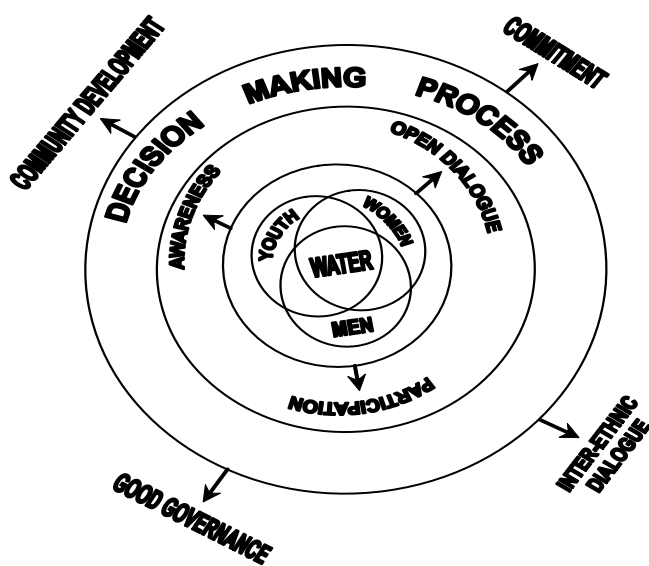 COMMUNITY DEVELOPMENT
COMMITMENT
DECISION MAKING PROCESS
AWARENESS
OPEN DIALOGUE
YOUTH
WOMEN
WATER
MEN
PARTICIPATION
INTER-ETHNIC
DIALOGUE
GOOD GOVERNANCE